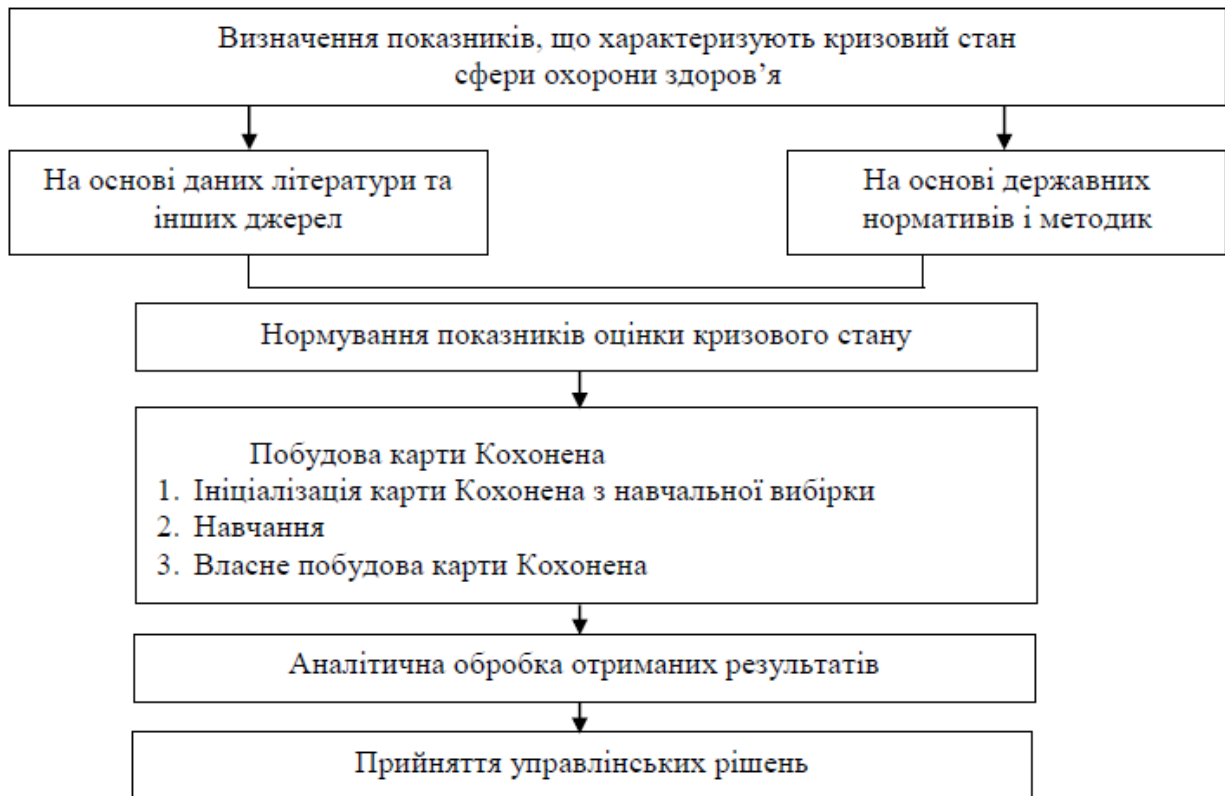 Визначення показників, що характеризують кризовий стан
сфери охорони здоров’я
На основі даних літератури та
інших джерел
На основі державних
нормативів і методик
Нормування показників оцінки кризового стану
Побудова карти Кохонена
1. Ініціалізація карти Кохонена з навчальної вибірки
2. Навчання
3. Власне побудова карти Кохонена
Аналітична обробка отриманих результатів
Прийняття управлінських рішень